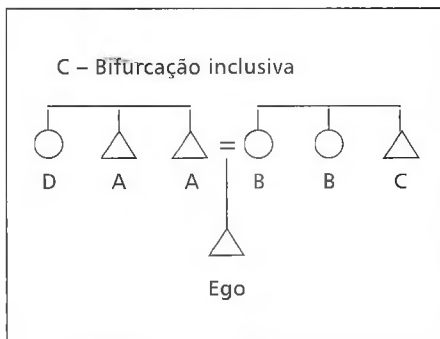 C – Bifurcação inclusiva
D A A = B B C
Ego